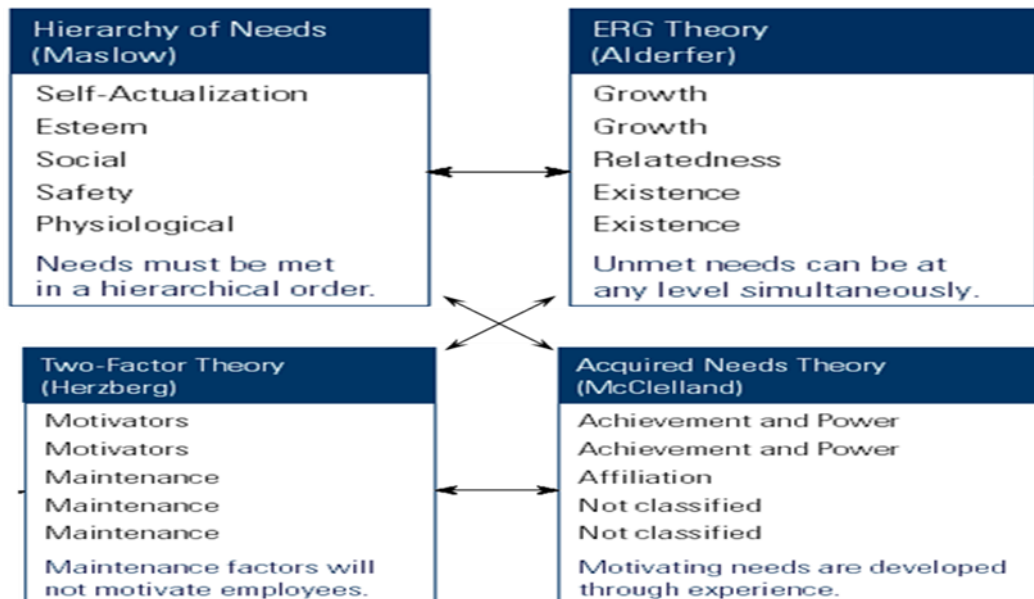 Hierarchy of Needs
(Maslow)
Self-Actualization
Esteem
Social
Safety
Physiological
Needs must be met
in a hierarchical order.
ERG Theory
(Alderfer)
Growth
Growth
Relatedness
Existence
Existence
Unmet needs can be at
any level simultaneously.
Two-Factor Theory
(Herzberg)
Motivators
Motivators
Maintenance
Maintenance
Maintenance
Maintenance factors will
not motivate employees.
Acquired Needs Theory
(McClelland)
Achievement and Power
Achievement and Power
Affiliation
Not classified
Not classified
Motivating needs are developed
through experience.